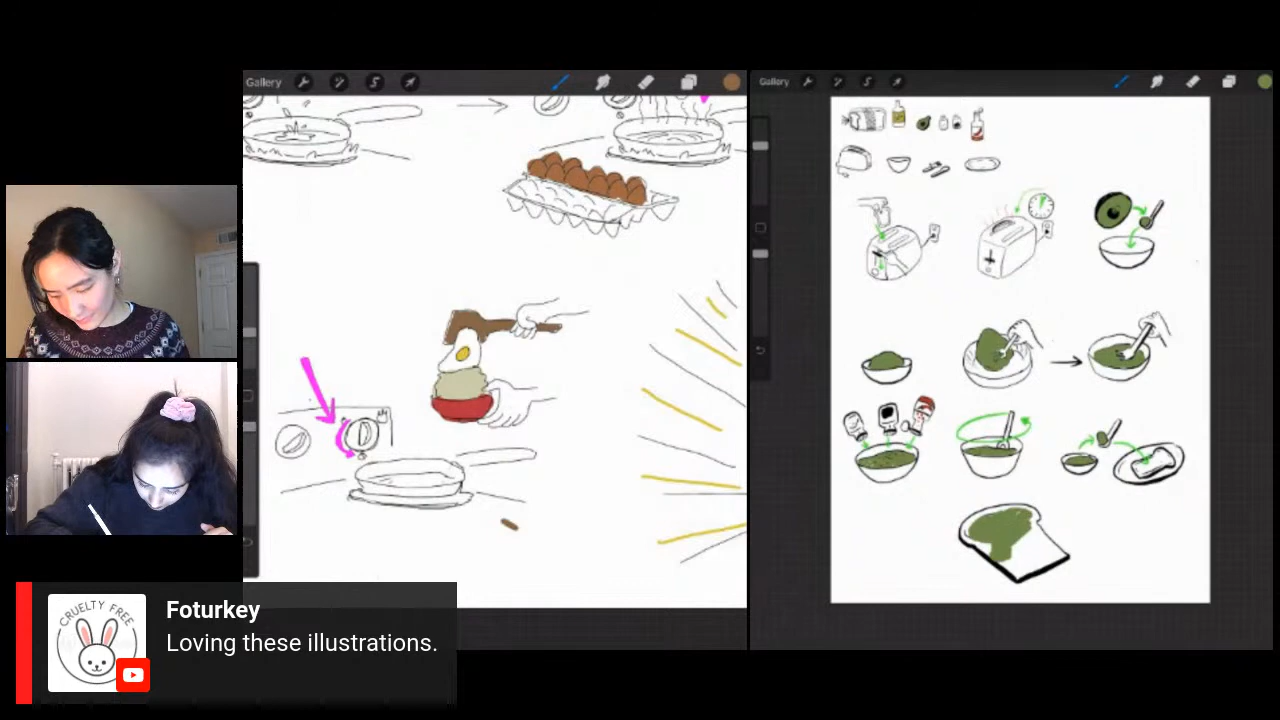 Gallery
Gallery
CRUELTY FREE
Foturkey
Loving these illustrations.